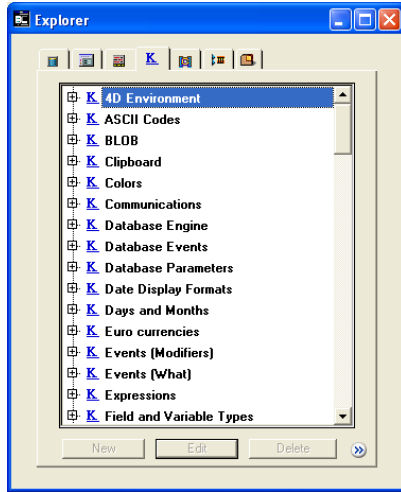 Explorer
K
K 4D Environment
K ASCII Codes
K BLOB
K Clipboard
K Colors
K Communications
K Database Engine
K Database Events
K Database Parameters
K Date Display Formats
K Days and Months
K Euro currencies
K Events (Modifiers)
K Events (What)
K Expressions
K Field and Variable Types
New Edit Delete